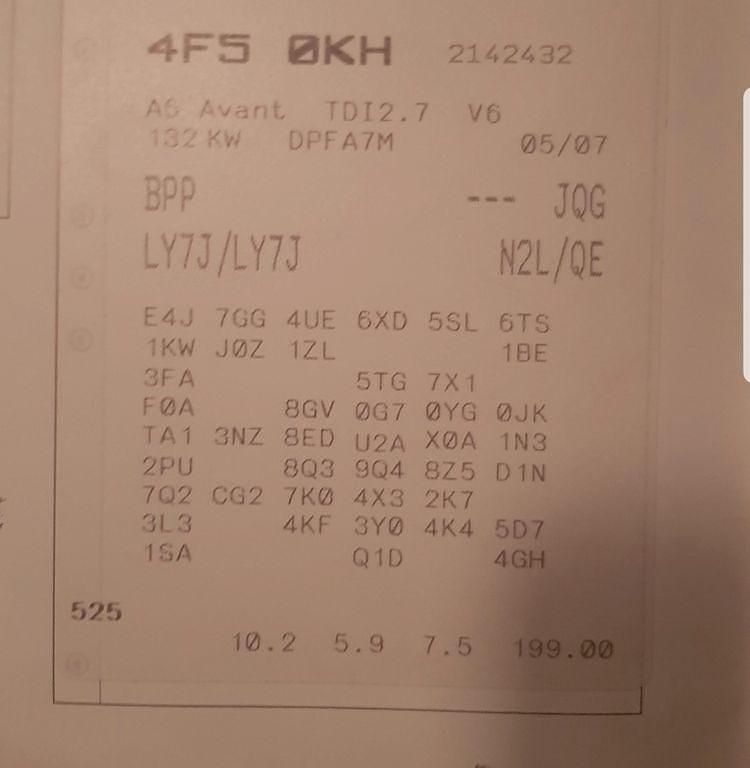 4F5 0KH 2142432
A6 Avant TDI2.7 V6
132 KW DPFA7M 05/07
BPP --- JQG
LY7J/LY7J N2L/QE
E4J 7GG 4UE 6XD 5SL 6TS
1KW J0Z 1ZL 1BE
3FA 5TG 7X1
F0A 8GV 0G7 0YG 0JK
TA1 3NZ 8ED U2A X0A 1N3
2PU 8Q3 9Q4 8Z5 D1N
7Q2 CG2 7K0 4X3 2K7
3L3 4KF 3Y0 4K4 5D7
1SA Q1D 4GH
525
10.2 5.9 7.5 199.00